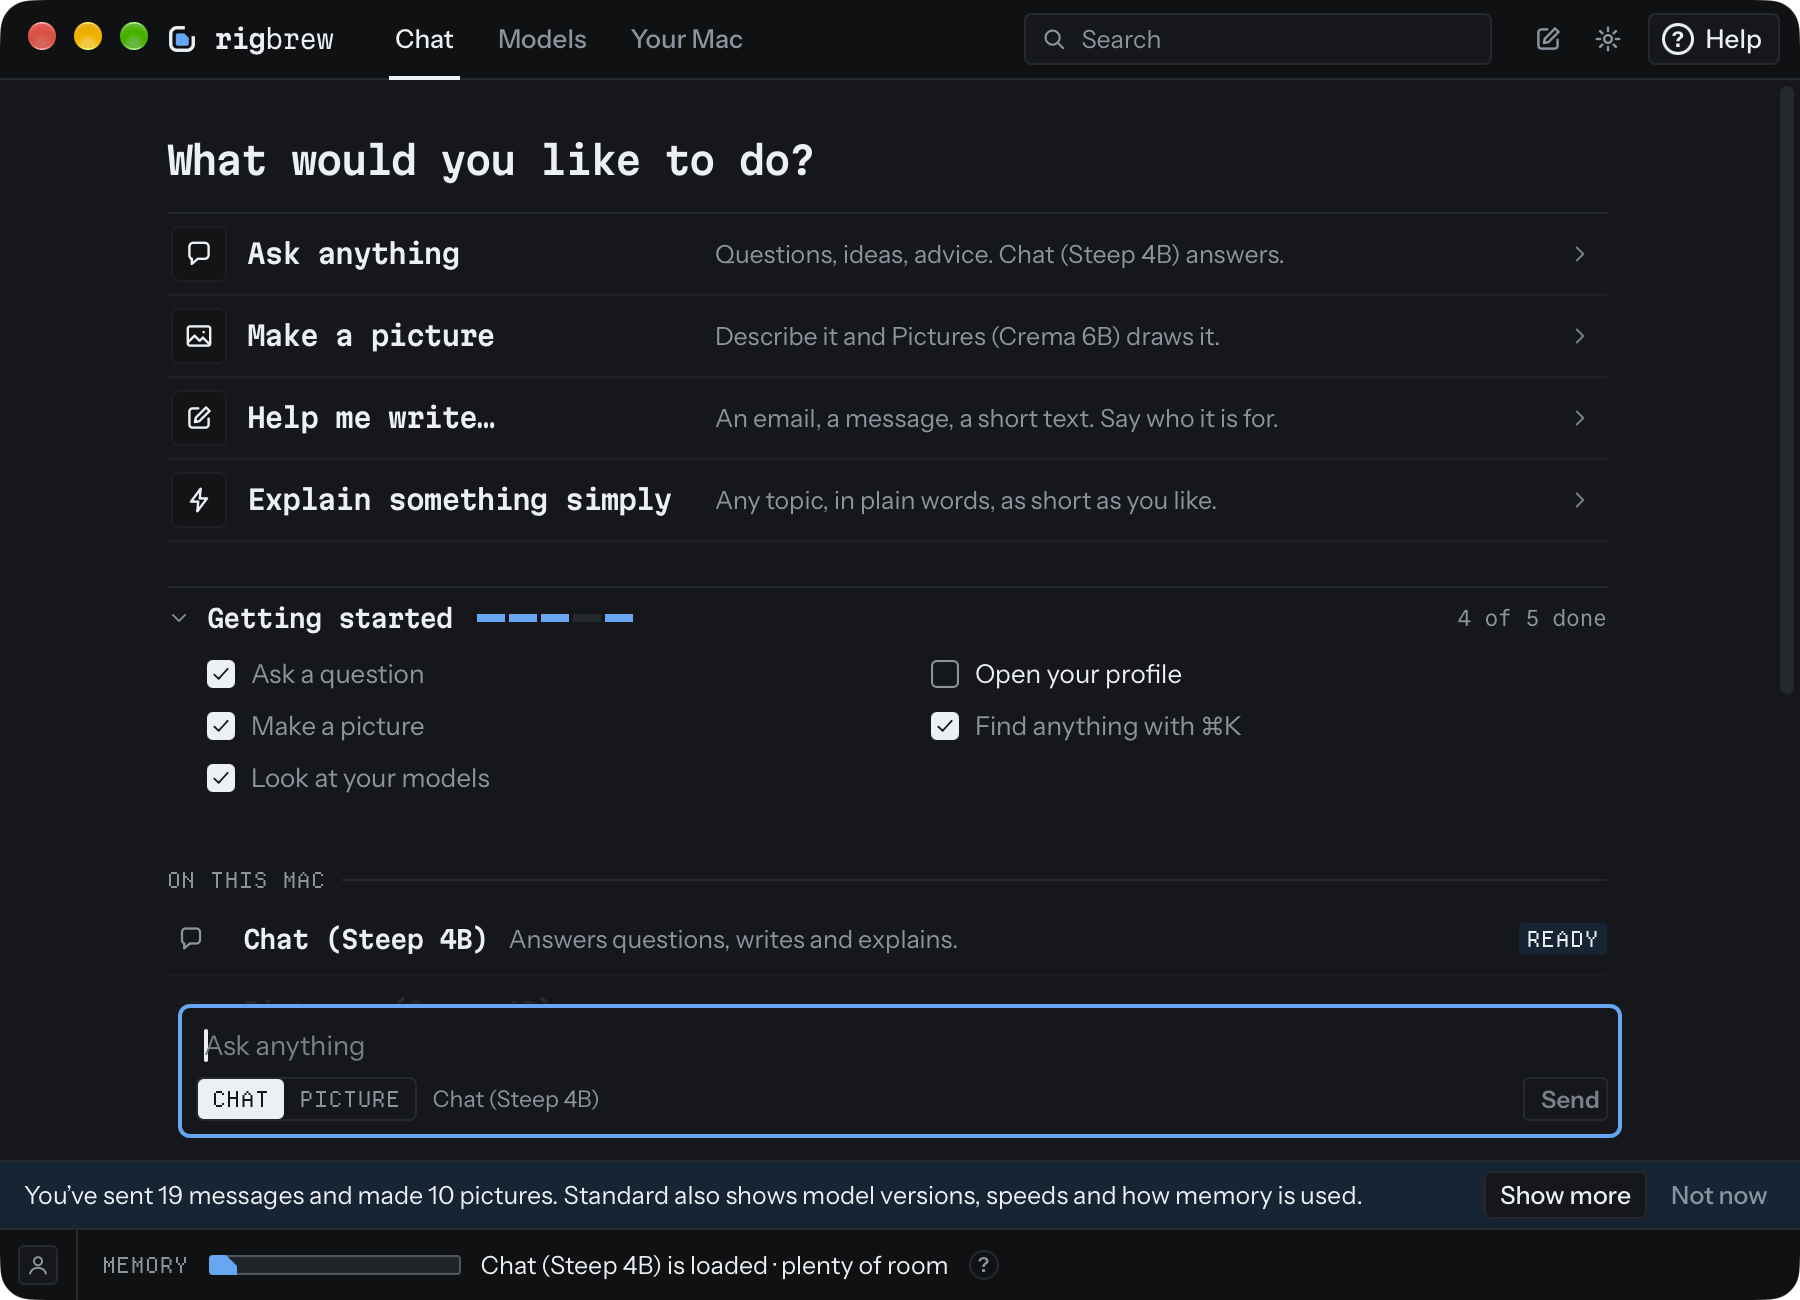 rigbrew Chat Models Your Mac Search Help
What would you like to do?
Ask anything Questions, ideas, advice. Chat (Steep 4B) answers.
Make a picture Describe it and Pictures (Crema 6B) draws it.
Help me write… An email, a message, a short text. Say who it is for.
Explain something simply Any topic, in plain words, as short as you like.
Getting started 4 of 5 done
Ask a question Open your profile
Make a picture Find anything with ⌘K
Look at your models
ON THIS MAC
Chat (Steep 4B) Answers questions, writes and explains. READY
Ask anything
CHAT PICTURE Chat (Steep 4B) Send
You’ve sent 19 messages and made 10 pictures. Standard also shows model versions, speeds and how memory is used. Show more Not now
MEMORY Chat (Steep 4B) is loaded · plenty of room ?